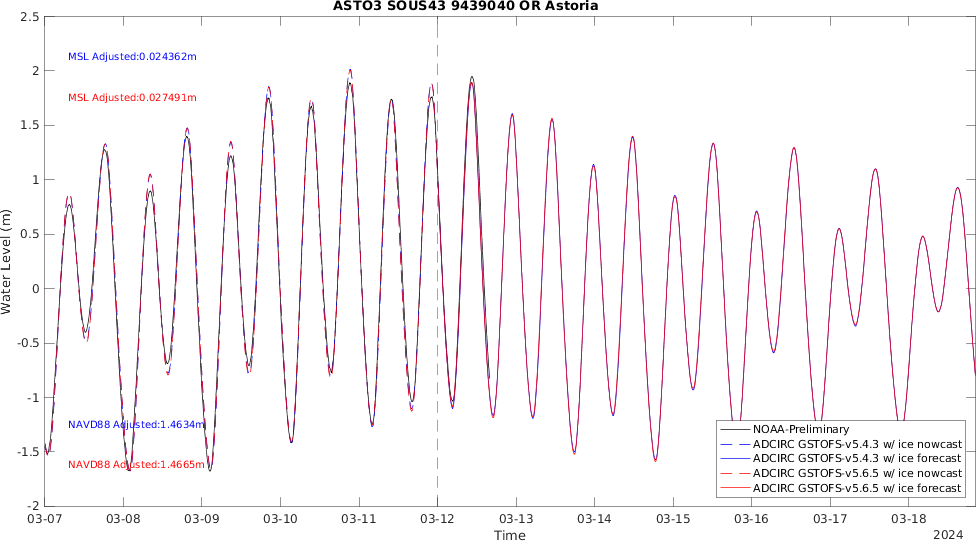 ASTO3 SOUS43 9439040 OR Astoria
2.5
2
1.5
1
0.5
0
-0.5
-1
-1.5
-2
Water Level (m)
MSL Adjusted:0.024362m
MSL Adjusted:0.027491m
NAVD88 Adjusted:1.4634m
NAVD88 Adjusted:1.4665m
NOAA-Preliminary
ADCIRC GSTOFS-v5.4.3 w/ ice nowcast
ADCIRC GSTOFS-v5.4.3 w/ ice forecast
ADCIRC GSTOFS-v5.6.5 w/ ice nowcast
ADCIRC GSTOFS-v5.6.5 w/ ice forecast
03-07 03-08 03-09 03-10 03-11 03-12 03-13 03-14 03-15 03-16 03-17 03-18
Time
2024